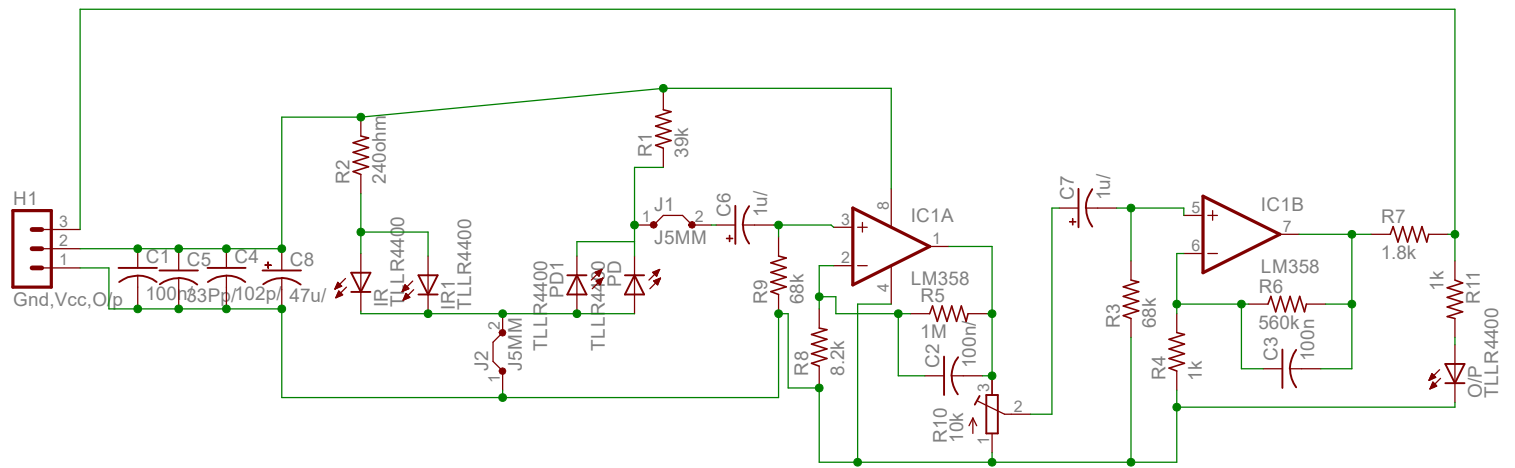 H1
3
2
1
Gnd,Vcc,O/p
C1
100n/
C5
33Pp/
C4
102p/
C8
+
47u/
R2
240ohm
IR
TLLR4400
IR1
TLLR4400
J2
J5MM
2
1
PD1
TLLR4400
PD
TLLR4400
R1
39k
J1
1
2
J5MM
C6
1u/
+
R9
68k
IC1A
3
+
2
−
8
4
1
LM358
R8
8.2k
R5
1M
C2
100n/
R10
10k
3
2
1
C7
1u/
+
R3
68k
IC1B
5
+
6
−
7
LM358
R4
1k
R6
560k
C3
100n
R7
1.8k
R11
1k
O/P
TLLR4400